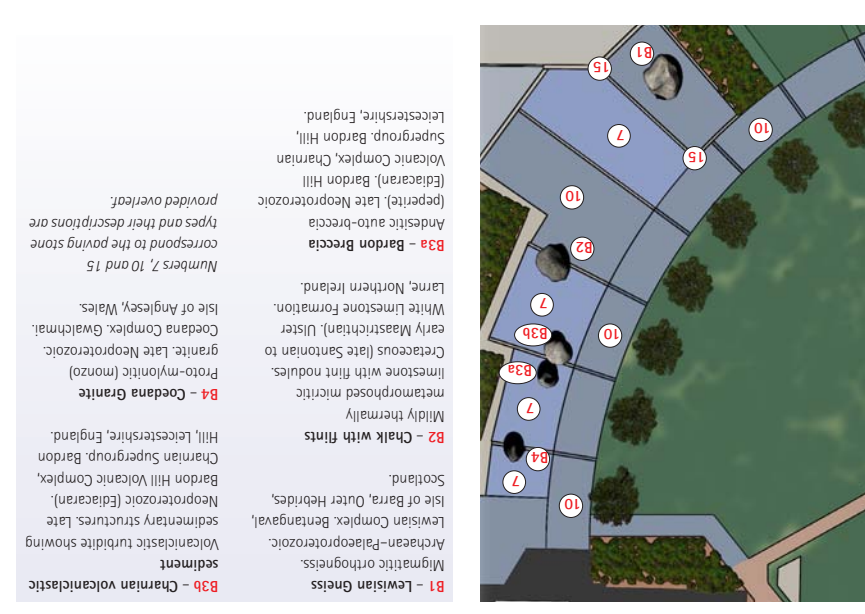 10
7
B4
7
B3a
10
B3b
7
B2
10
15
7
10
15
B1
B1 – Lewisian Gneiss
Migmatitic orthogneiss.
Archaean–Palaeoproterozoic.
Lewisian Complex. Bentangaval,
Isle of Barra, Outer Hebrides,
Scotland.
B2 – Chalk with flints
Mildly thermally
metamorphosed micritic
limestone with flint nodules.
Cretaceous (late Santonian to
early Maastrichtian). Ulster
White Limestone Formation.
Larne, Northern Ireland.
B3a – Bardon Breccia
Andesitic auto-breccia
(peperite). Late Neoproterozoic
(Ediacaran). Bardon Hill
Volcanic Complex, Charnian
Supergroup. Bardon Hill,
Leicestershire, England.
B3b – Charnian volcaniclastic
sediment
Volcaniclastic turbidite showing
sedimentary structures. Late
Neoproterozoic (Ediacaran).
Bardon Hill Volcanic Complex,
Charnian Supergroup. Bardon
Hill, Leicestershire, England.
B4 – Coedana Granite
Proto-mylonitic (monzo)
granite. Late Neoproterozoic.
Coedana Complex. Gwalchmai.
Isle of Anglesey, Wales.
Numbers 7, 10 and 15
correspond to the paving stone
types and their descriptions are
provided overleaf.